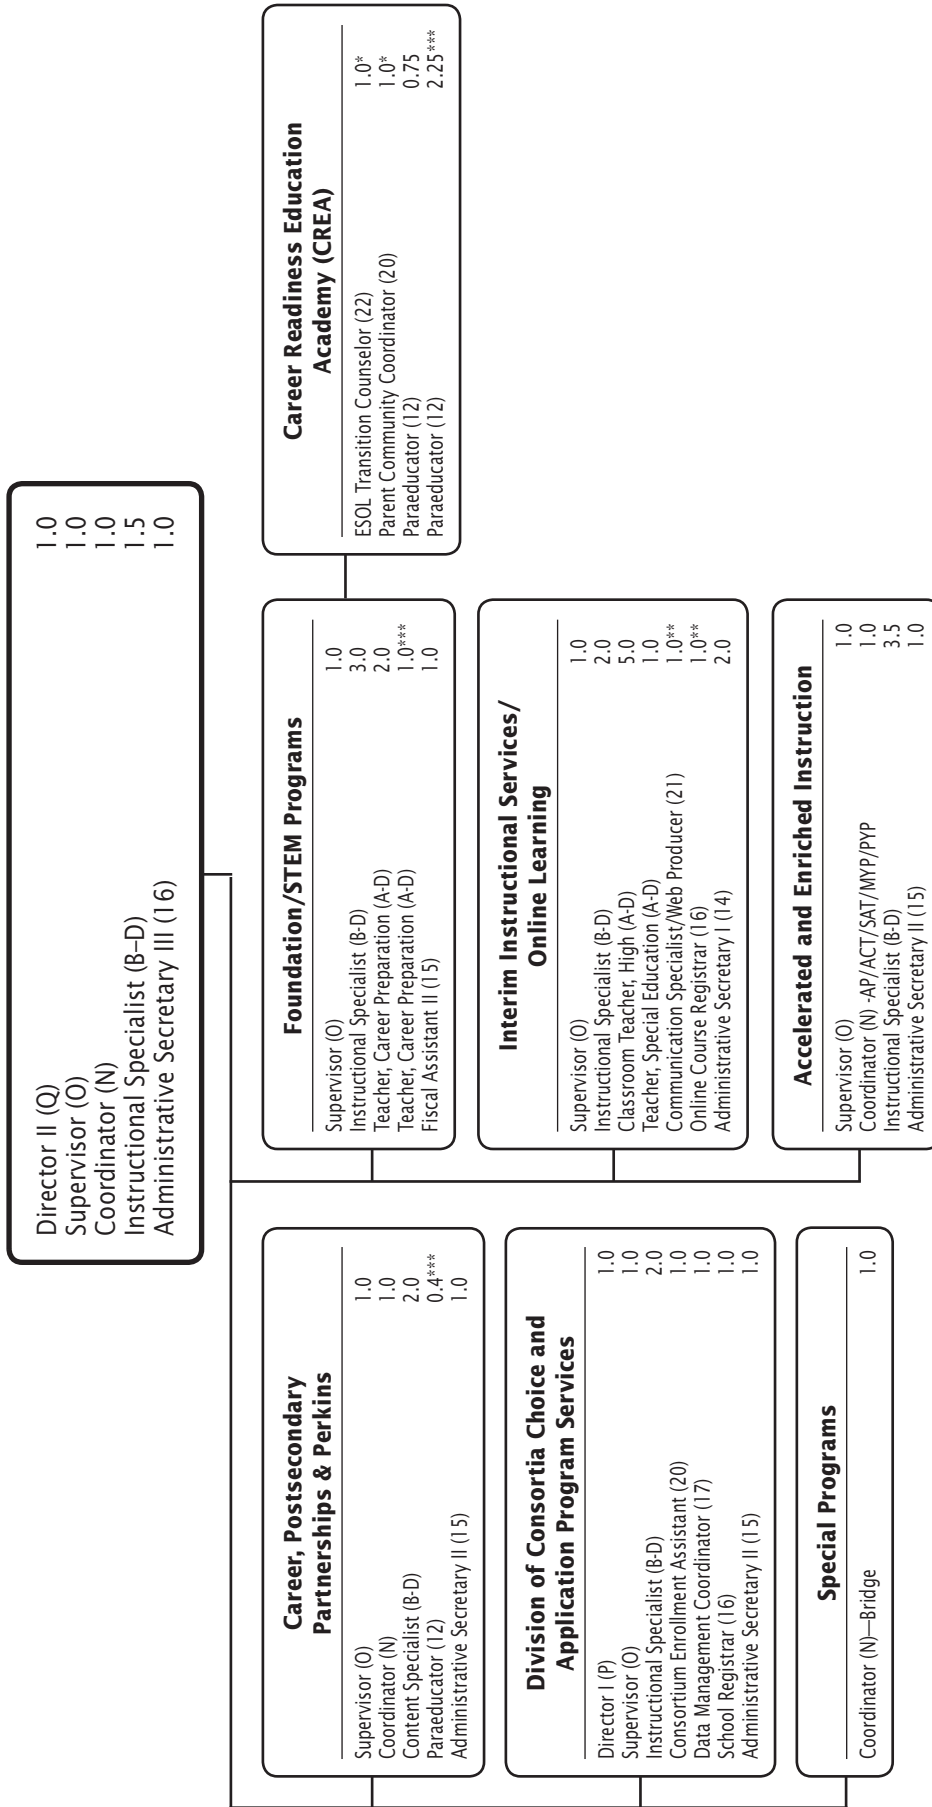 Director II (Q) 1.0
Supervisor (O) 1.0
Coordinator (N) 1.0
Instructional Specialist (B–D) 1.5
Administrative Secretary III (16) 1.0
Career, Postsecondary
Partnerships & Perkins
Supervisor (O) 1.0
Coordinator (N) 1.0
Content Specialist (B-D) 2.0
Paraeducator (12) 0.4***
Administrative Secretary II (15) 1.0
Division of Consortia Choice and
Application Program Services
Director I (P) 1.0
Supervisor (O) 1.0
Instructional Specialist (B-D) 2.0
Consortium Enrollment Assistant (20) 1.0
Data Management Coordinator (17) 1.0
School Registrar (16) 1.0
Administrative Secretary II (15) 1.0
Special Programs
Coordinator (N)—Bridge 1.0
Foundation/STEM Programs
Supervisor (O) 1.0
Instructional Specialist (B-D) 3.0
Teacher, Career Preparation (A-D) 2.0
Teacher, Career Preparation (A-D) 1.0***
Fiscal Assistant II (15) 1.0
Interim Instructional Services/
Online Learning
Supervisor (O) 1.0
Instructional Specialist (B-D) 2.0
Classroom Teacher, High (A-D) 5.0
Teacher, Special Education (A-D) 1.0
Communication Specialist/Web Producer (21) 1.0**
Online Course Registrar (16) 1.0**
Administrative Secretary I (14) 2.0
Accelerated and Enriched Instruction
Supervisor (O) 1.0
Coordinator (N) -AP/ACT/SAT/MYP/PYP 1.0
Instructional Specialist (B-D) 3.5
Administrative Secretary II (15) 1.0
Career Readiness Education
Academy (CREA)
ESOL Transition Counselor (22) 1.0*
Parent Community Coordinator (20) 1.0*
Paraeducator (12) 0.75
Paraeducator (12) 2.25***